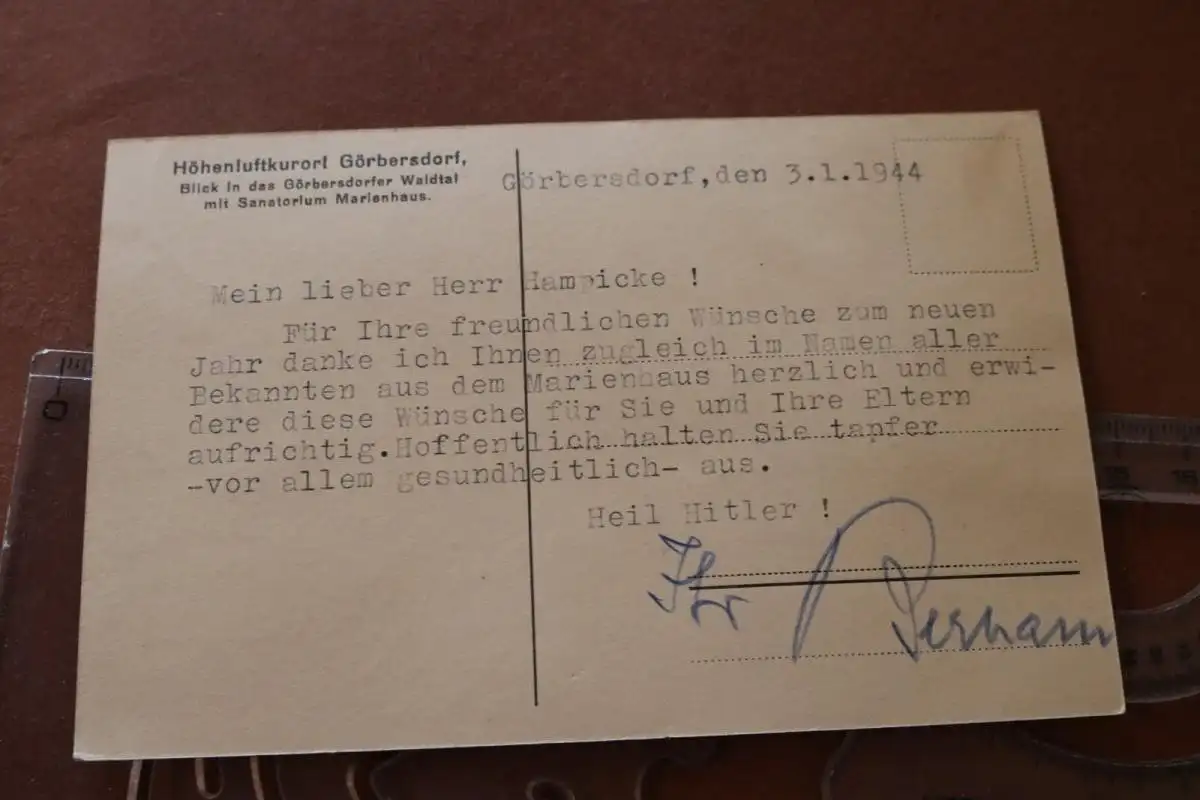 Höhenluftkurort Görbersdorf,
Blick in das Görbersdorfer Waldtal
mit Sanatorium Marienhaus.
Görbersdorf,den 3.1.1944
Mein lieber Herr Hampicke !
Für Ihre freundlichen Wünsche zum neuen
Jahr danke ich Ihnen zugleich im Namen aller
Bekannten aus dem Marienhaus herzlich und erwi-
dere diese Wünsche für Sie und Ihre Eltern
aufrichtig.Hoffentlich halten Sie tapfer
-vor allem gesundheitlich- aus.
Heil Hitler !
Ihr
0